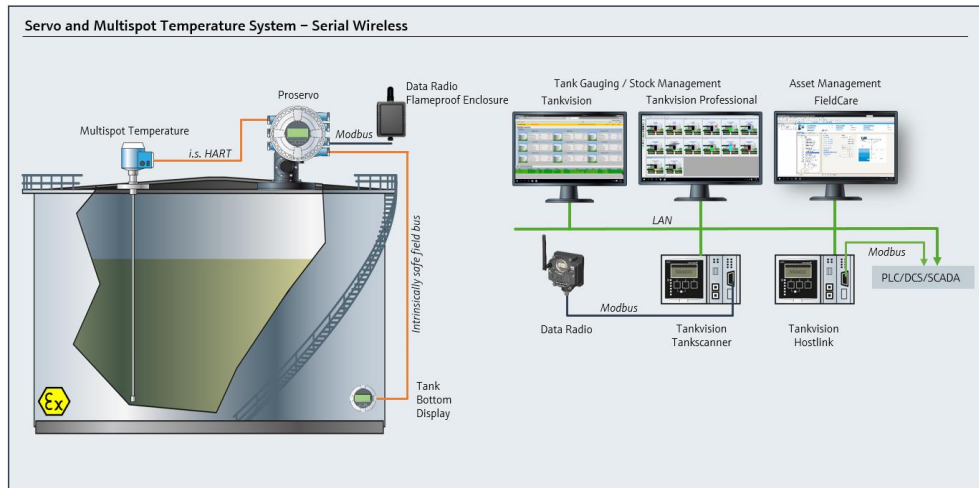 Servo and Multispot Temperature System – Serial Wireless
Data Radio
Flameproof Enclosure
Proservo
Multispot Temperature
Modbus
i.s. HART
Intrinsically safe field bus
Tank
Bottom
Display
Ex
Tank Gauging / Stock Management
Tankvision
Tankvision Professional
Asset Management
FieldCare
LAN
Modbus
PLC/DCS/SCADA
Modbus
Data Radio
Tankvision
Tankscanner
Tankvision
Hostlink